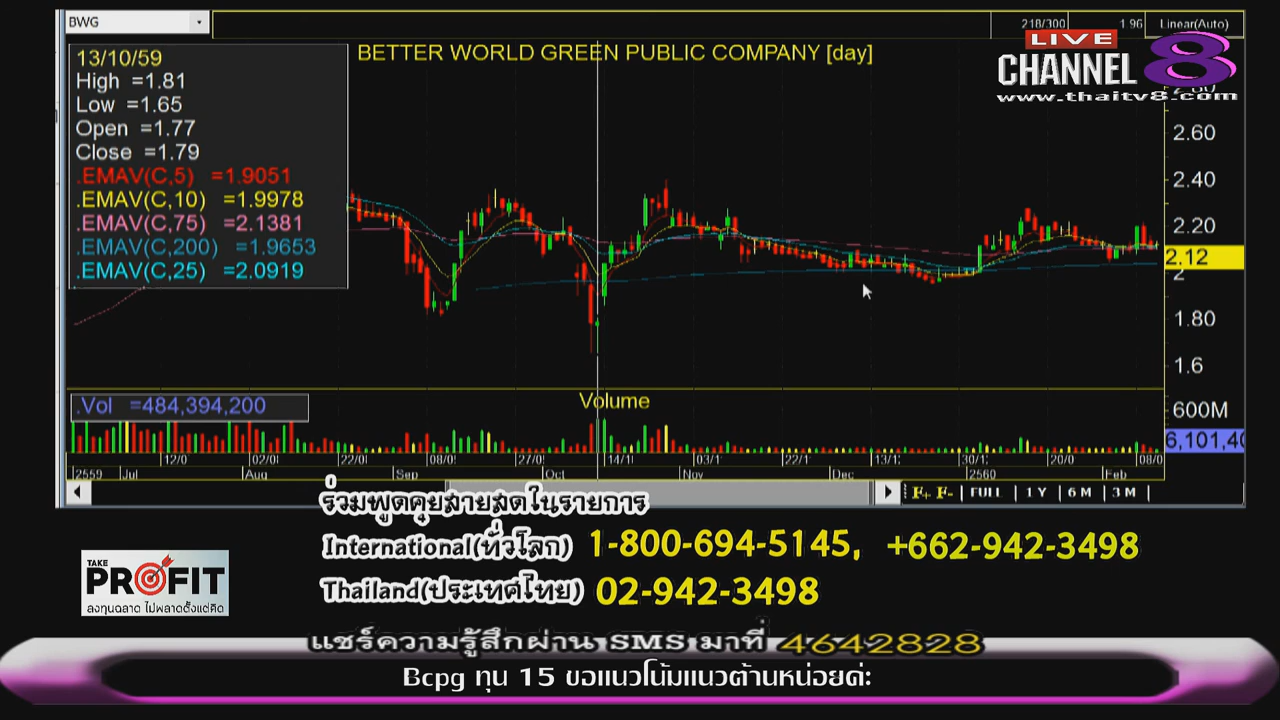 BWG
218/300 1.96 Linear(Auto)
LIVE
CHANNEL 8
www.thaitv8.com
BETTER WORLD GREEN PUBLIC COMPANY [day]
13/10/59
High =1.81
Low =1.65
Open =1.77
Close =1.79
.EMAV(C,5) =1.9051
.EMAV(C,10) =1.9978
.EMAV(C,75) =2.1381
.EMAV(C,200) =1.9653
.EMAV(C,25) =2.0919
2.60
2.40
2.20
2.12
2
1.80
1.6
.Vol =484,394,200
Volume
600M
6,101,40
12/0 02/0 22/0 08/0 27/0 14/1 03/1 22/1 13/1 30/1 20/0 08/0
2559 Jul Aug Sep Oct Nov Dec 2560 Feb
F+ F- FULL 1 Y 6 M 3 M
ร่วมพูดคุยสายสดในรายการ
International(ทั่วโลก) 1-800-694-5145, +662-942-3498
Thailand(ประเทศไทย) 02-942-3498
TAKE
PROFIT
ลงทุนฉลาด ไม่พลาดตั้งแต่คิด
แชร์ความรู้สึกผ่าน SMS มาที่ 4642828
Bcpg ทุน 15 ขอแนวโน้มแนวต้านหน่อยค่ะ